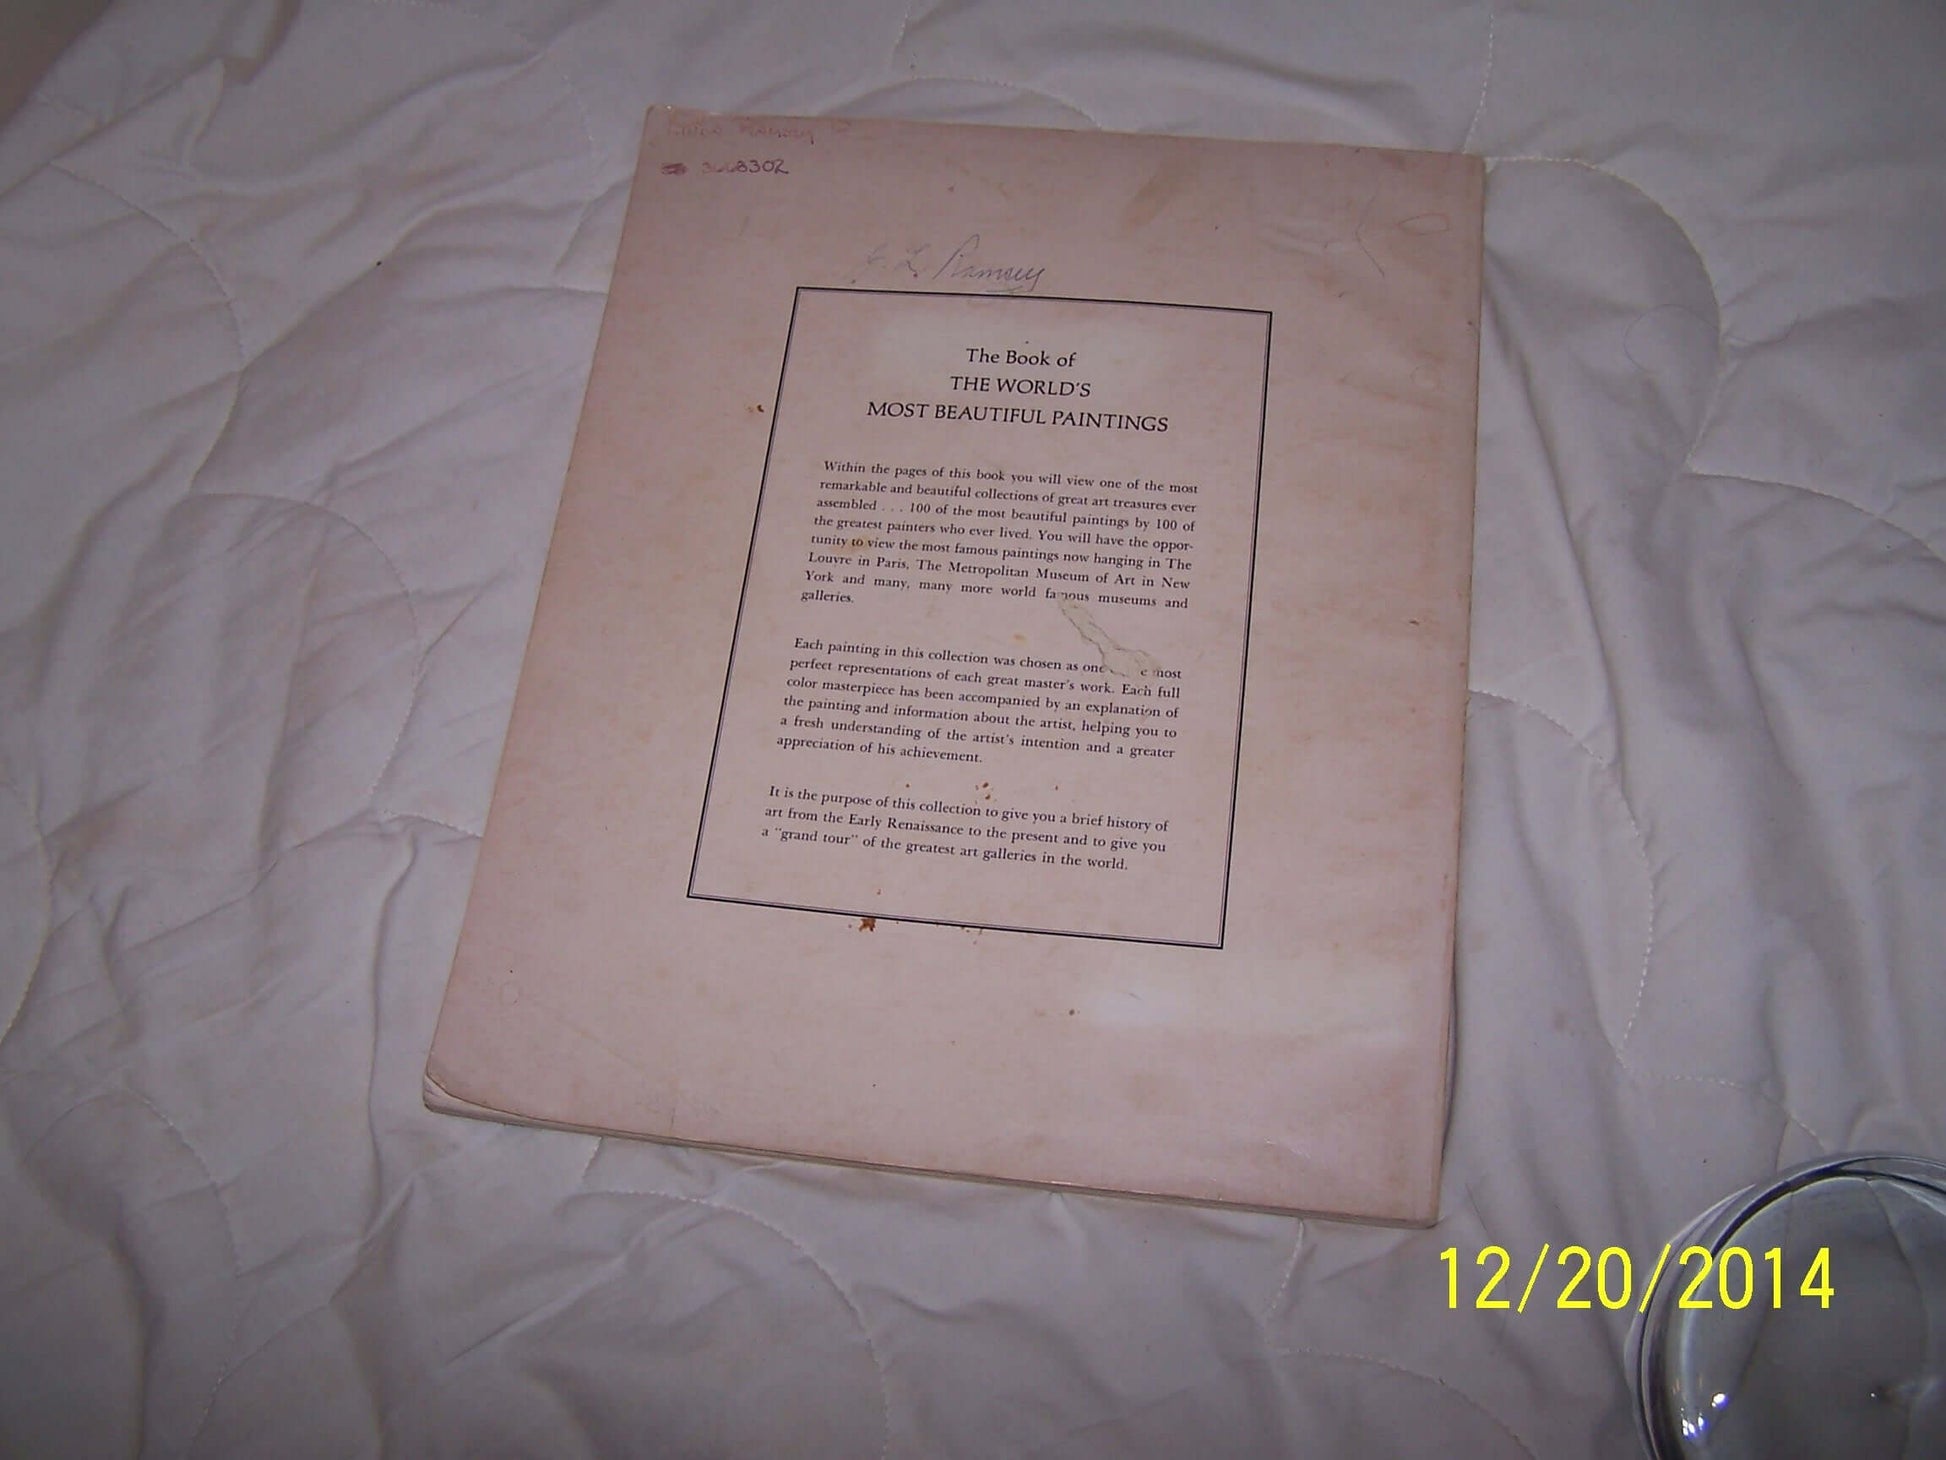 3668302
Ramsey
The Book of
THE WORLD'S
MOST BEAUTIFUL PAINTINGS
Within the pages of this book you will view one of the most
remarkable and beautiful collections of great art treasures ever
assembled . . . 100 of the most beautiful paintings by 100 of
the greatest painters who ever lived. You will have the oppor-
tunity to view the most famous paintings now hanging in The
Louvre in Paris, The Metropolitan Museum of Art in New
York and many, many more world famous museums and
galleries.
Each painting in this collection was chosen as one most
perfect representations of each great master's work. Each full
color masterpiece has been accompanied by an explanation of
the painting and information about the artist, helping you to
a fresh understanding of the artist's intention and a greater
appreciation of his achievement.
It is the purpose of this collection to give you a brief history of
art from the Early Renaissance to the present and to give you
a "grand tour" of the greatest art galleries in the world.
12/20/2014